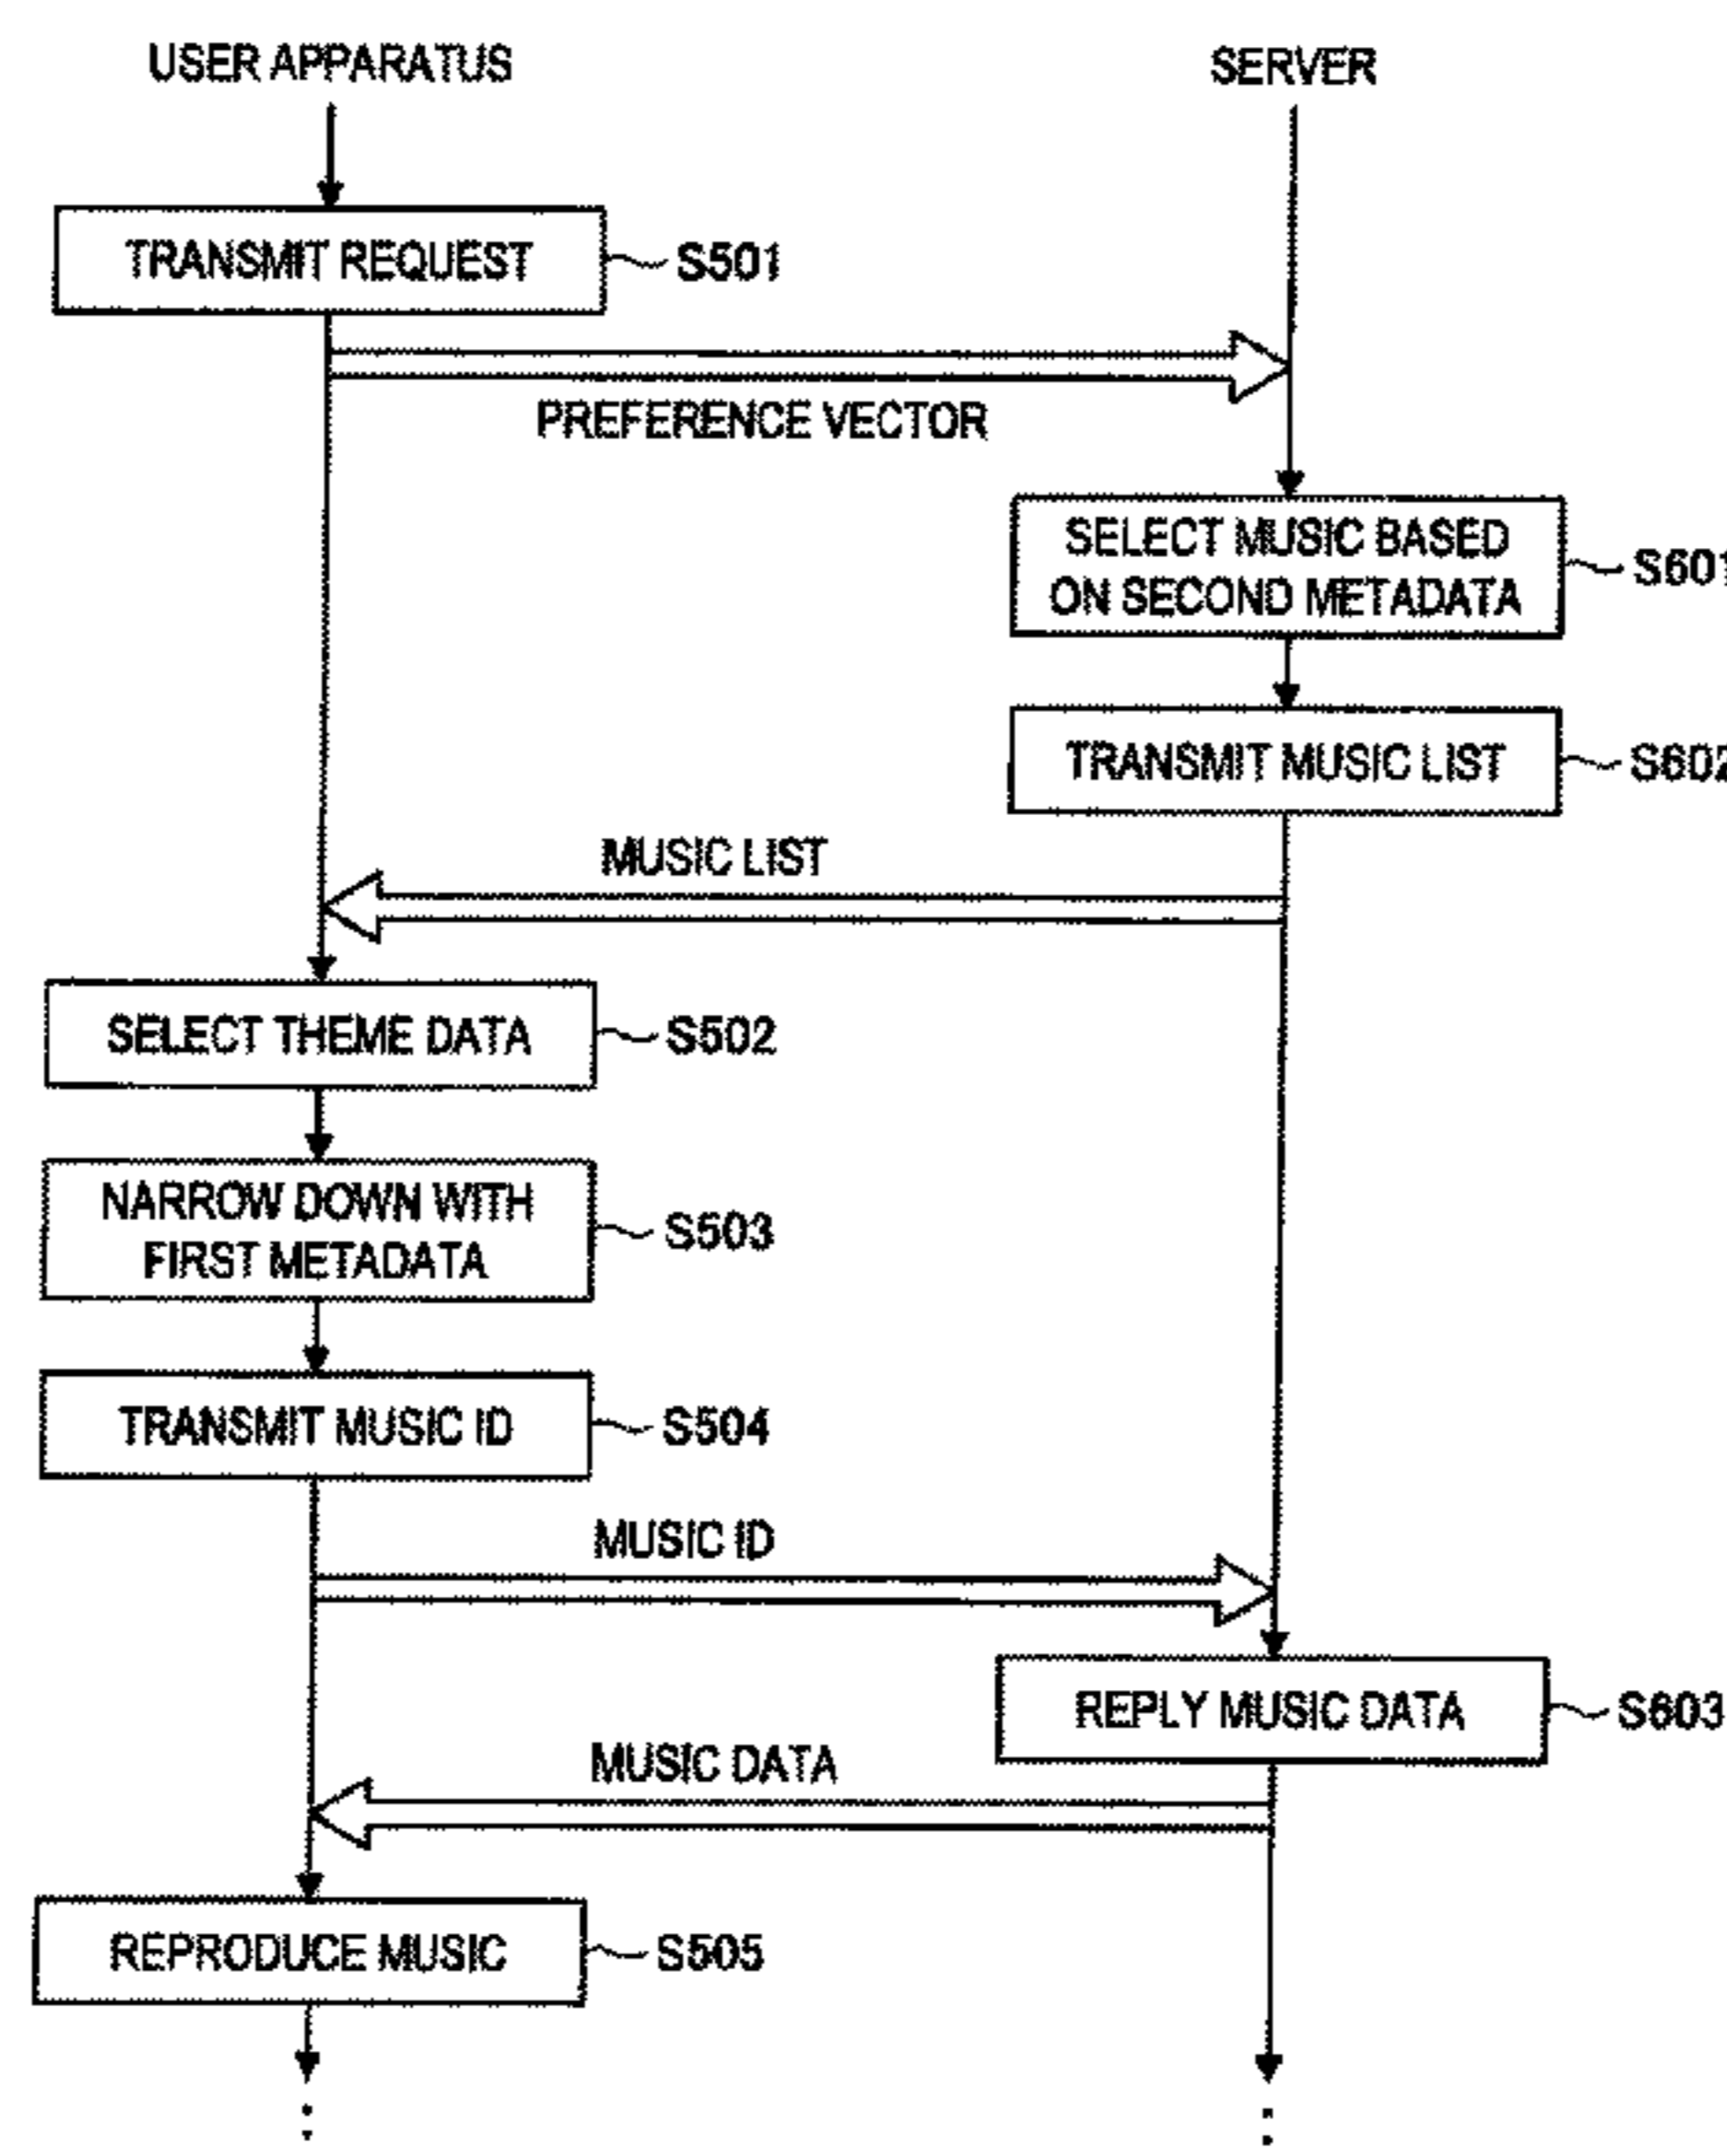 USER APPARATUS
SERVER
TRANSMIT REQUEST
S501
PREFERENCE VECTOR
SELECT MUSIC BASED
ON SECOND METADATA
S601
TRANSMIT MUSIC LIST
S602
MUSIC LIST
SELECT THEME DATA
S502
NARROW DOWN WITH
FIRST METADATA
S503
TRANSMIT MUSIC ID
S504
MUSIC ID
REPLY MUSIC DATA
S603
MUSIC DATA
REPRODUCE MUSIC
S505